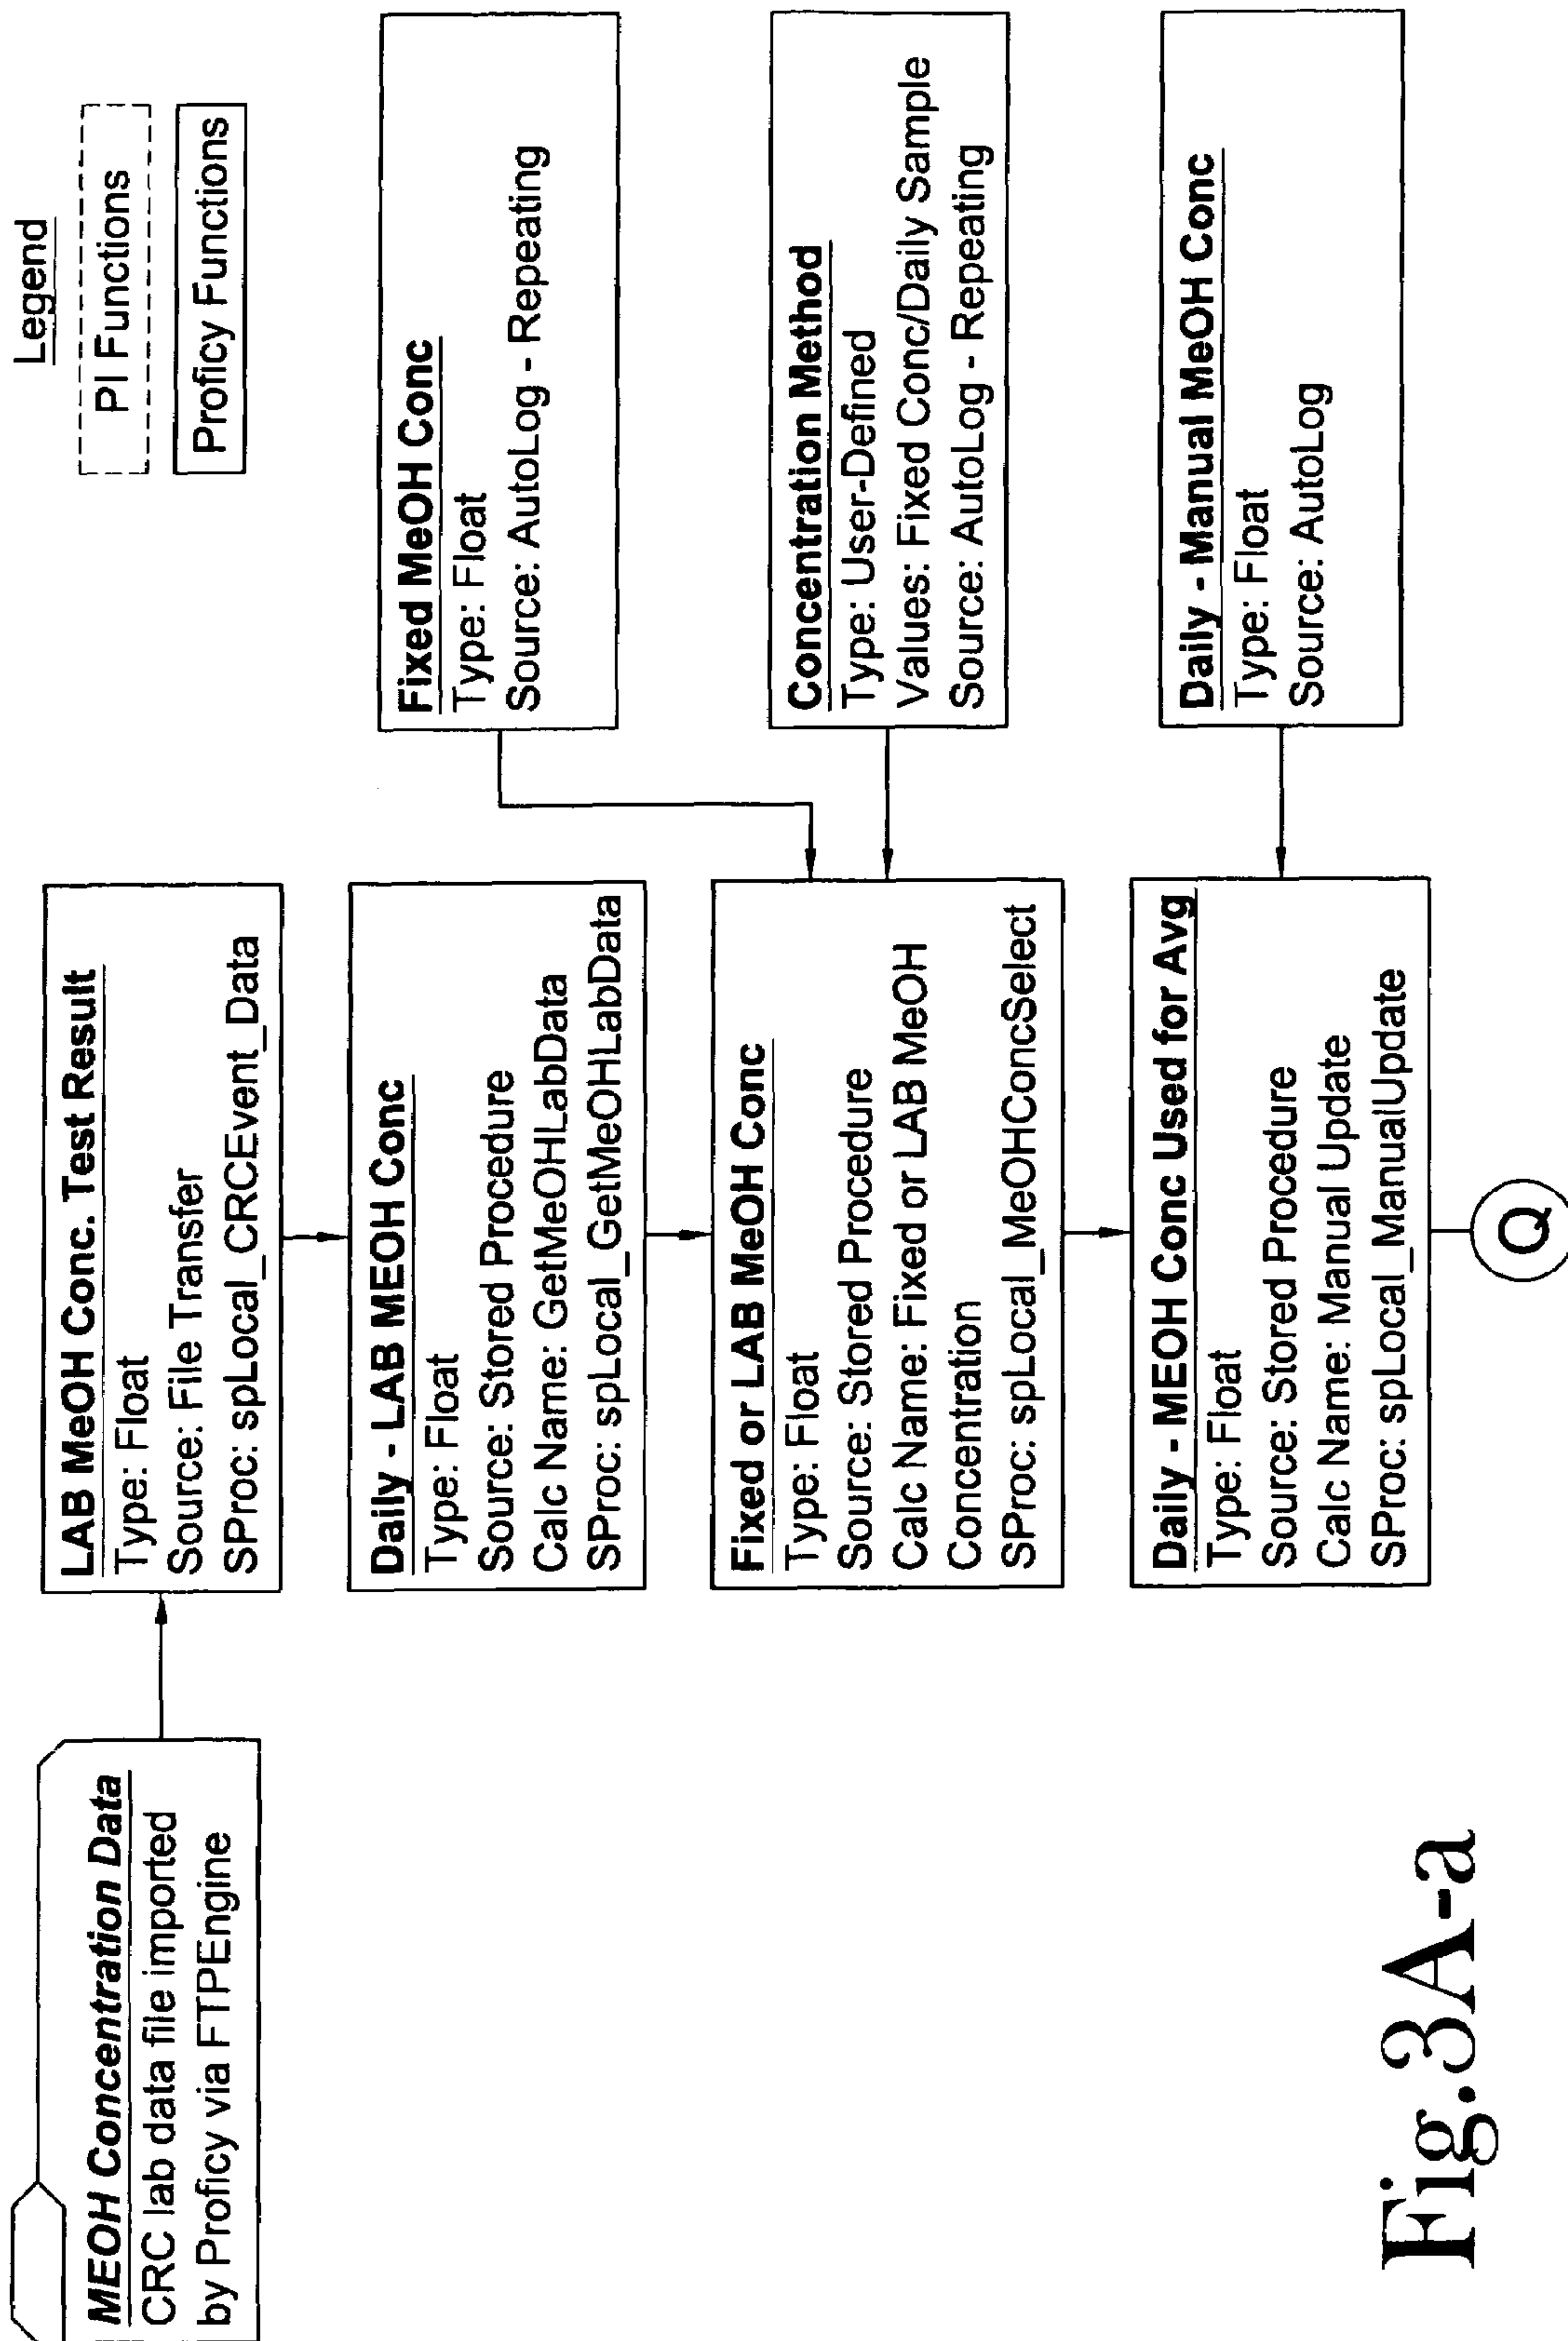 Legend
PI Functions
Proficy Functions
MEOH Concentration Data
CRC lab data file imported
by Proficy via FTPEngine
LAB MeOH Conc. Test Result
Type: Float
Source: File Transfer
SProc: spLocal_CRCEvent_Data
Daily - LAB MEOH Conc
Type: Float
Source: Stored Procedure
Calc Name: GetMeOHLabData
SProc: spLocal_GetMeOHLabData
Fixed MeOH Conc
Type: Float
Source: AutoLog - Repeating
Fixed or LAB MeOH Conc
Type: Float
Source: Stored Procedure
Calc Name: Fixed or LAB MeOH
Concentration
SProc: spLocal_MeOHConcSelect
Concentration Method
Type: User-Defined
Values: Fixed Conc/Daily Sample
Source: AutoLog - Repeating
Daily - MEOH Conc Used for Avg
Type: Float
Source: Stored Procedure
Calc Name: Manual Update
SProc: spLocal_ManualUpdate
Daily - Manual MeOH Conc
Type: Float
Source: AutoLog
Q
Fig.3A-a